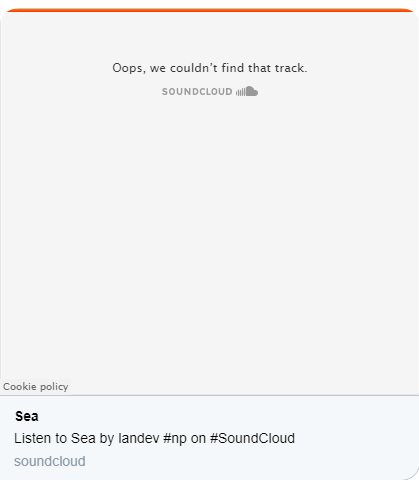 Oops, we couldn’t find that track.
SOUNDCLOUD
Cookie policy
Sea
Listen to Sea by landev #np on #SoundCloud
soundcloud